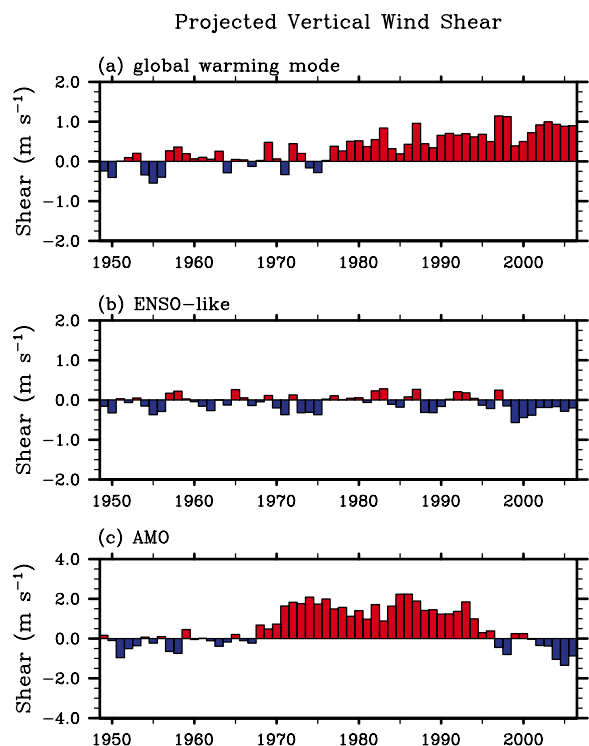 Projected Vertical Wind Shear
(a) global warming mode
Shear (m s⁻¹)
2.0
1.0
0.0
−1.0
−2.0
1950 1960 1970 1980 1990 2000
(b) ENSO−like
Shear (m s⁻¹)
2.0
1.0
0.0
−1.0
−2.0
1950 1960 1970 1980 1990 2000
(c) AMO
Shear (m s⁻¹)
4.0
2.0
0.0
−2.0
−4.0
1950 1960 1970 1980 1990 2000